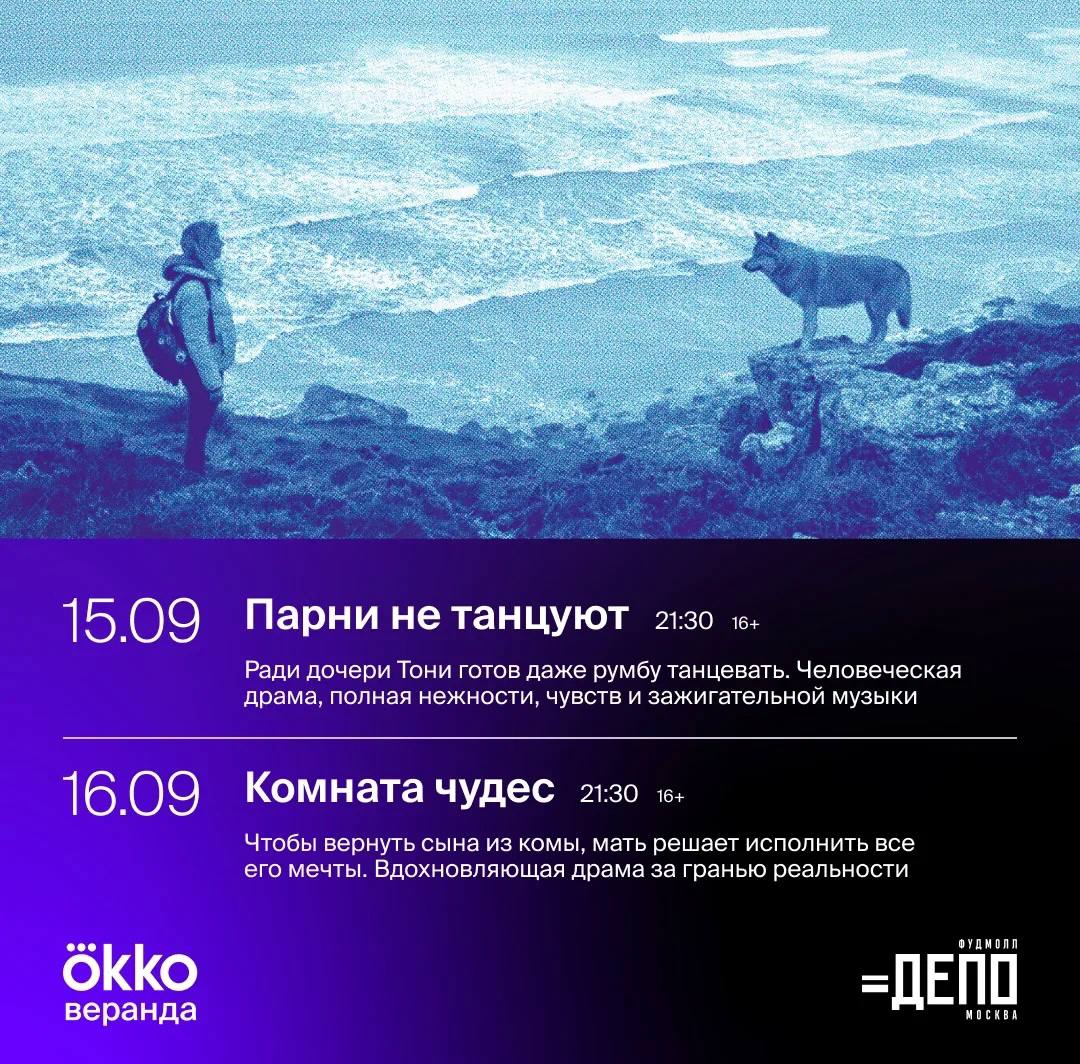 15.09
Парни не танцуют 21:30 16+
Ради дочери Тони готов даже румбу танцевать. Человеческая
драма, полная нежности, чувств и зажигательной музыки
16.09
Комната чудес 21:30 16+
Чтобы вернуть сына из комы, мать решает исполнить все
его мечты. Вдохновляющая драма за гранью реальности
ökko
веранда
ФУДМОЛЛ
=ДЕПО
МОСКВА